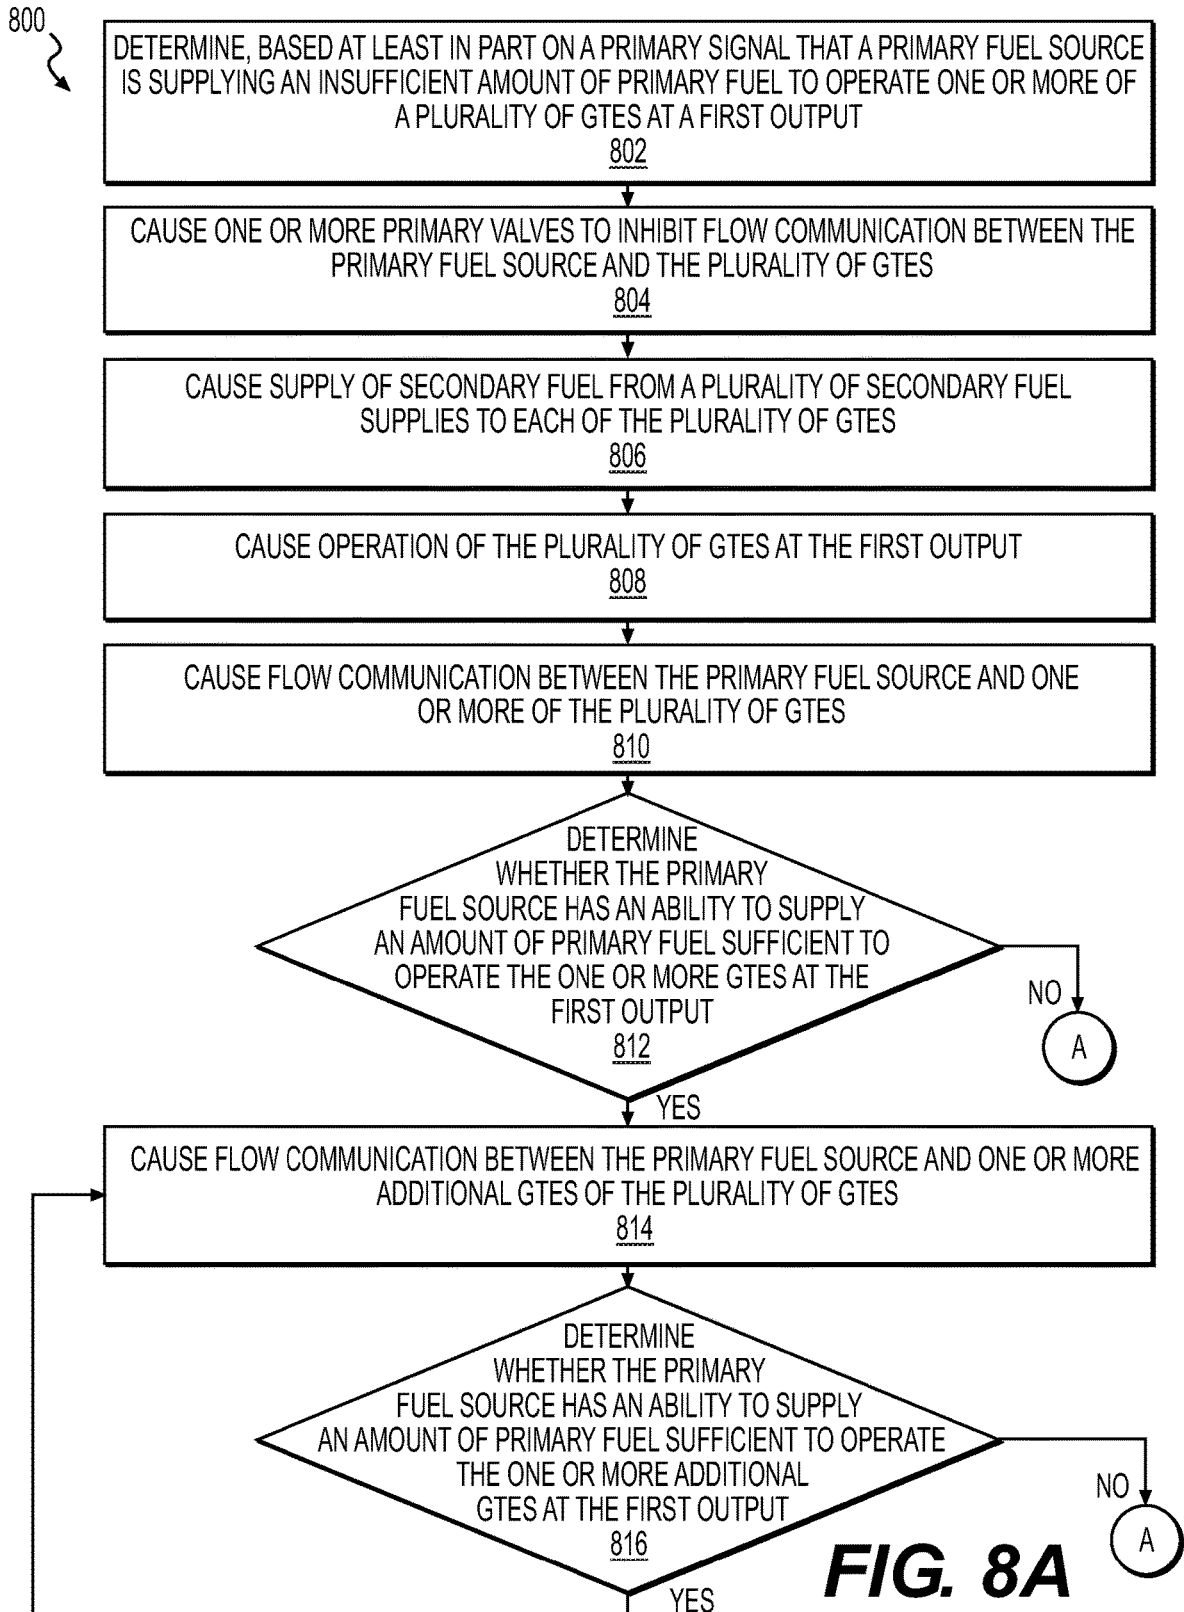 800
DETERMINE, BASED AT LEAST IN PART ON A PRIMARY SIGNAL THAT A PRIMARY FUEL SOURCE
IS SUPPLYING AN INSUFFICIENT AMOUNT OF PRIMARY FUEL TO OPERATE ONE OR MORE OF
A PLURALITY OF GTES AT A FIRST OUTPUT
802
CAUSE ONE OR MORE PRIMARY VALVES TO INHIBIT FLOW COMMUNICATION BETWEEN THE
PRIMARY FUEL SOURCE AND THE PLURALITY OF GTES
804
CAUSE SUPPLY OF SECONDARY FUEL FROM A PLURALITY OF SECONDARY FUEL
SUPPLIES TO EACH OF THE PLURALITY OF GTES
806
CAUSE OPERATION OF THE PLURALITY OF GTES AT THE FIRST OUTPUT
808
CAUSE FLOW COMMUNICATION BETWEEN THE PRIMARY FUEL SOURCE AND ONE
OR MORE OF THE PLURALITY OF GTES
810
DETERMINE
WHETHER THE PRIMARY
FUEL SOURCE HAS AN ABILITY TO SUPPLY
AN AMOUNT OF PRIMARY FUEL SUFFICIENT TO
OPERATE THE ONE OR MORE GTES AT THE
FIRST OUTPUT
812
NO
A
YES
CAUSE FLOW COMMUNICATION BETWEEN THE PRIMARY FUEL SOURCE AND ONE OR MORE
ADDITIONAL GTES OF THE PLURALITY OF GTES
814
DETERMINE
WHETHER THE PRIMARY
FUEL SOURCE HAS AN ABILITY TO SUPPLY
AN AMOUNT OF PRIMARY FUEL SUFFICIENT TO OPERATE
THE ONE OR MORE ADDITIONAL
GTES AT THE FIRST OUTPUT
816
NO
A
YES
FIG. 8A